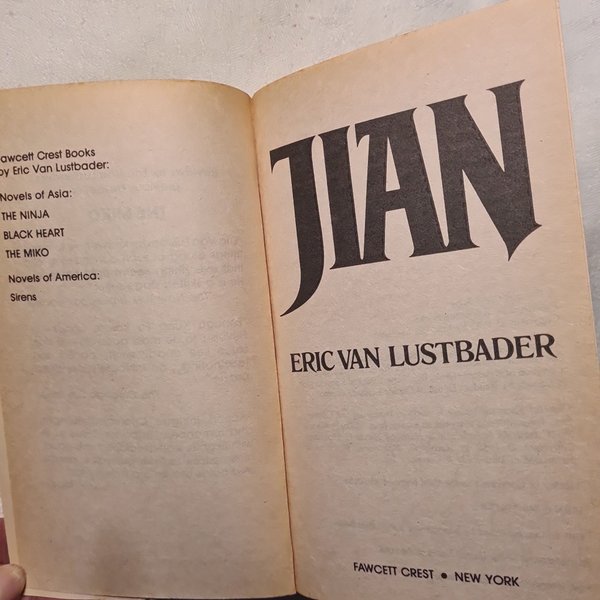 awcett Crest Books
by Eric Van Lustbader:
Novels of Asia:
THE NINJA
BLACK HEART
THE MIKO
Novels of America:
Sirens
JIAN
ERIC VAN LUSTBADER
FAWCETT CREST • NEW YORK